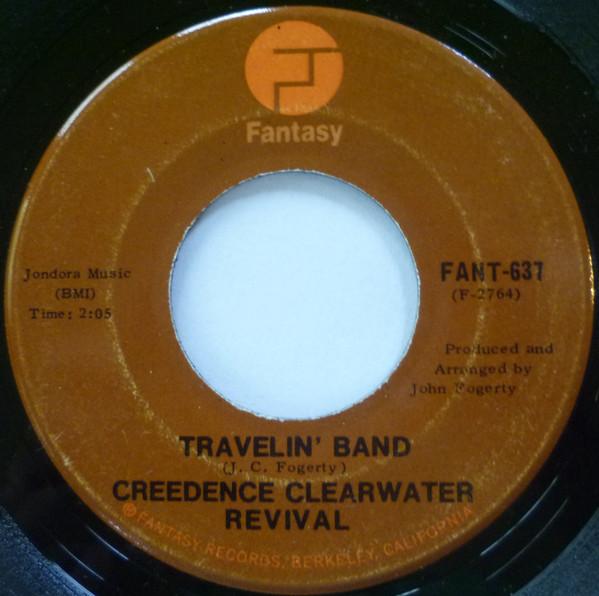 Fantasy
Jondora Music
(BMI)
Time: 2:05
FANT-637
(F-2764)
Produced and
Arranged by
John Fogerty
TRAVELIN' BAND
(J. C. Fogerty)
CREEDENCE CLEARWATER
REVIVAL
℗FANTASY RECORDS, BERKELEY, CALIFORNIA